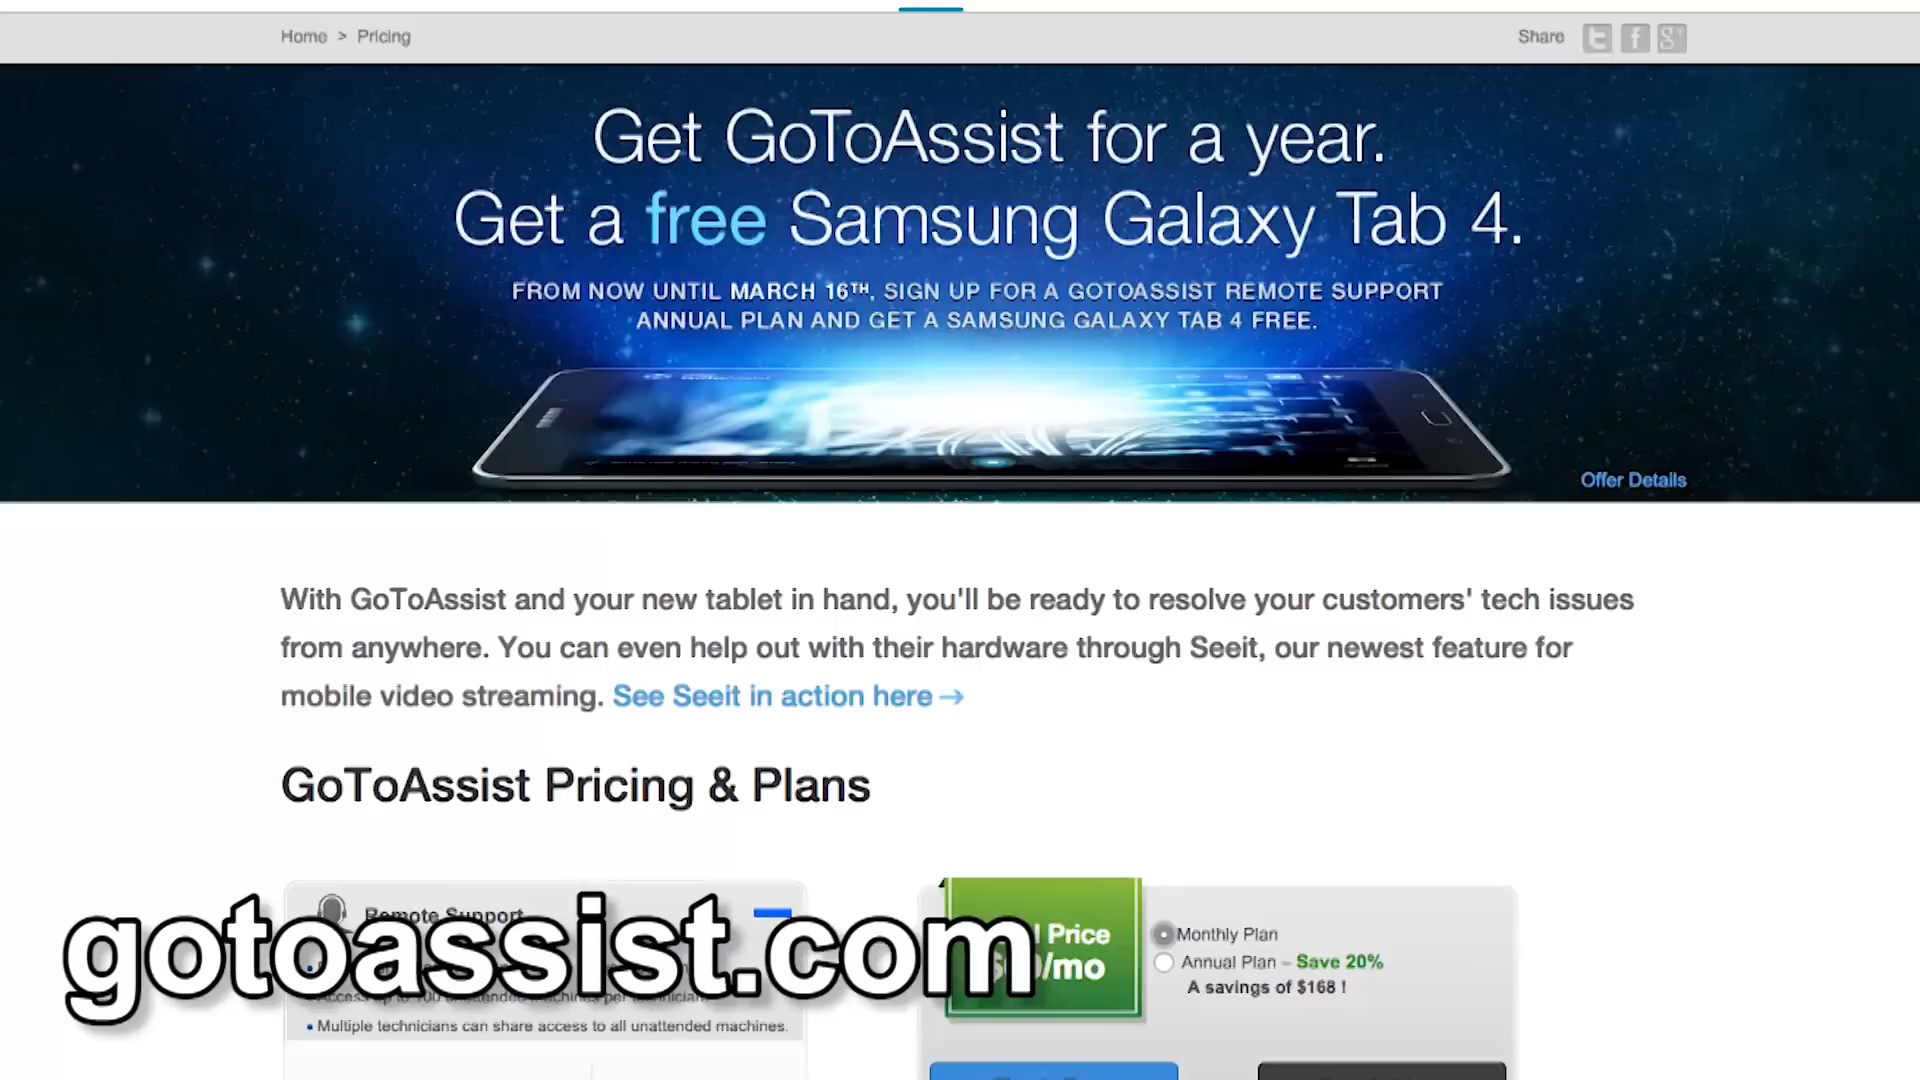 Home > Pricing
Share
Get GoToAssist for a year.
Get a free Samsung Galaxy Tab 4.
FROM NOW UNTIL MARCH 16TH, SIGN UP FOR A GOTOASSIST REMOTE SUPPORT
ANNUAL PLAN AND GET A SAMSUNG GALAXY TAB 4 FREE.
Offer Details
With GoToAssist and your new tablet in hand, you'll be ready to resolve your customers' tech issues
from anywhere. You can even help out with their hardware through Seeit, our newest feature for
mobile video streaming. See Seeit in action here →
GoToAssist Pricing & Plans
Remote Support
gotoassist.com
Price
/mo
Monthly Plan
Annual Plan – Save 20%
A savings of $168 !
• Multiple technicians can share access to all unattended machines.